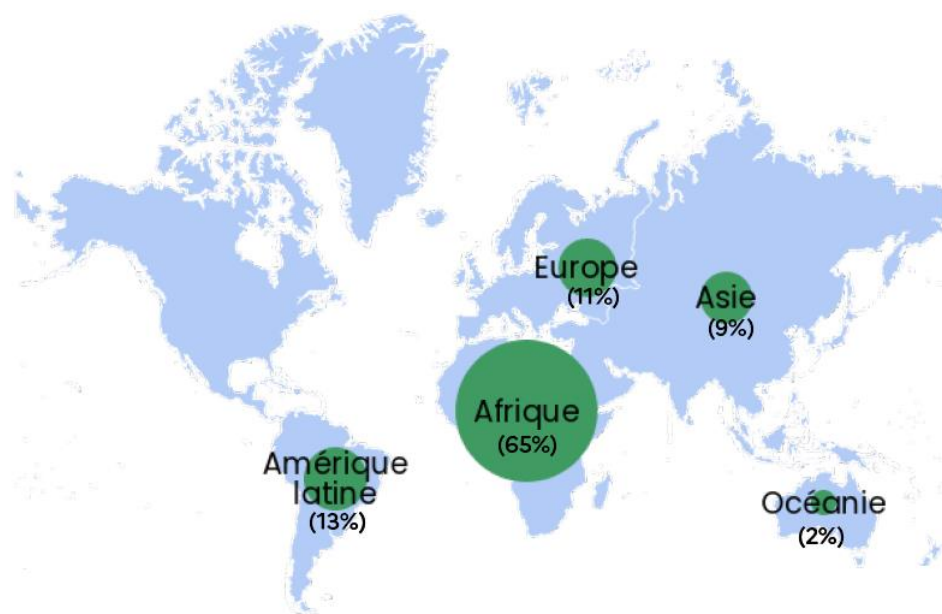 Europe
(11%)
Asie
(9%)
Afrique
(65%)
Amérique
latine
(13%)
Océanie
(2%)